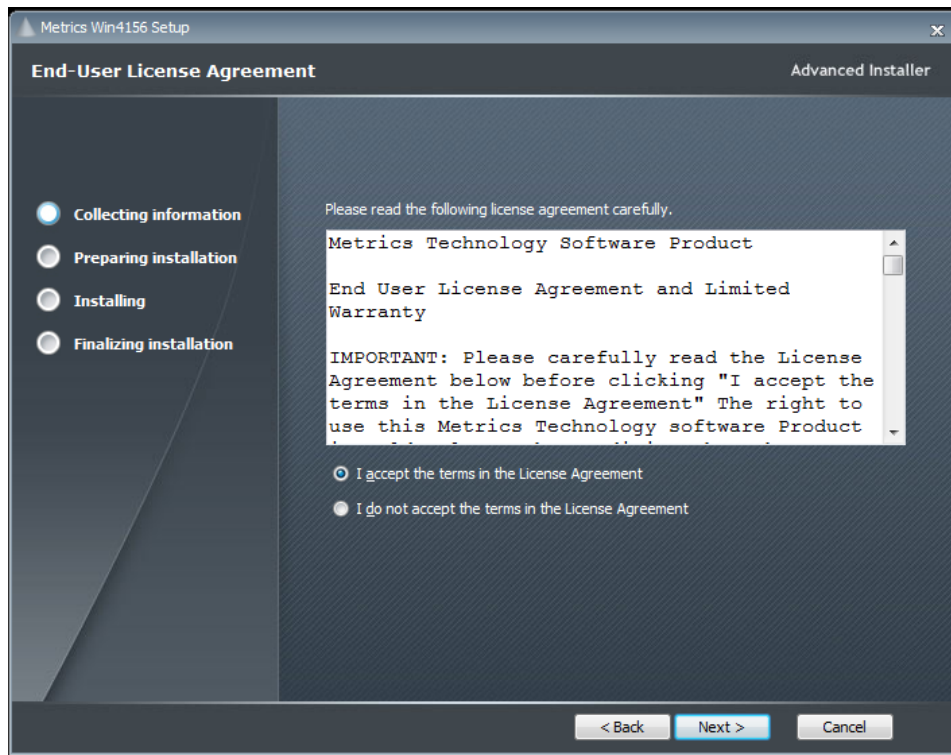 Metrics Win4156 Setup
End-User License Agreement
Advanced Installer
Collecting information
Preparing installation
Installing
Finalizing installation
Please read the following license agreement carefully.
Metrics Technology Software Product
End User License Agreement and Limited
Warranty
IMPORTANT: Please carefully read the License
Agreement below before clicking "I accept the
terms in the License Agreement" The right to
use this Metrics Technology software Product
I accept the terms in the License Agreement
I do not accept the terms in the License Agreement
< Back
Next >
Cancel